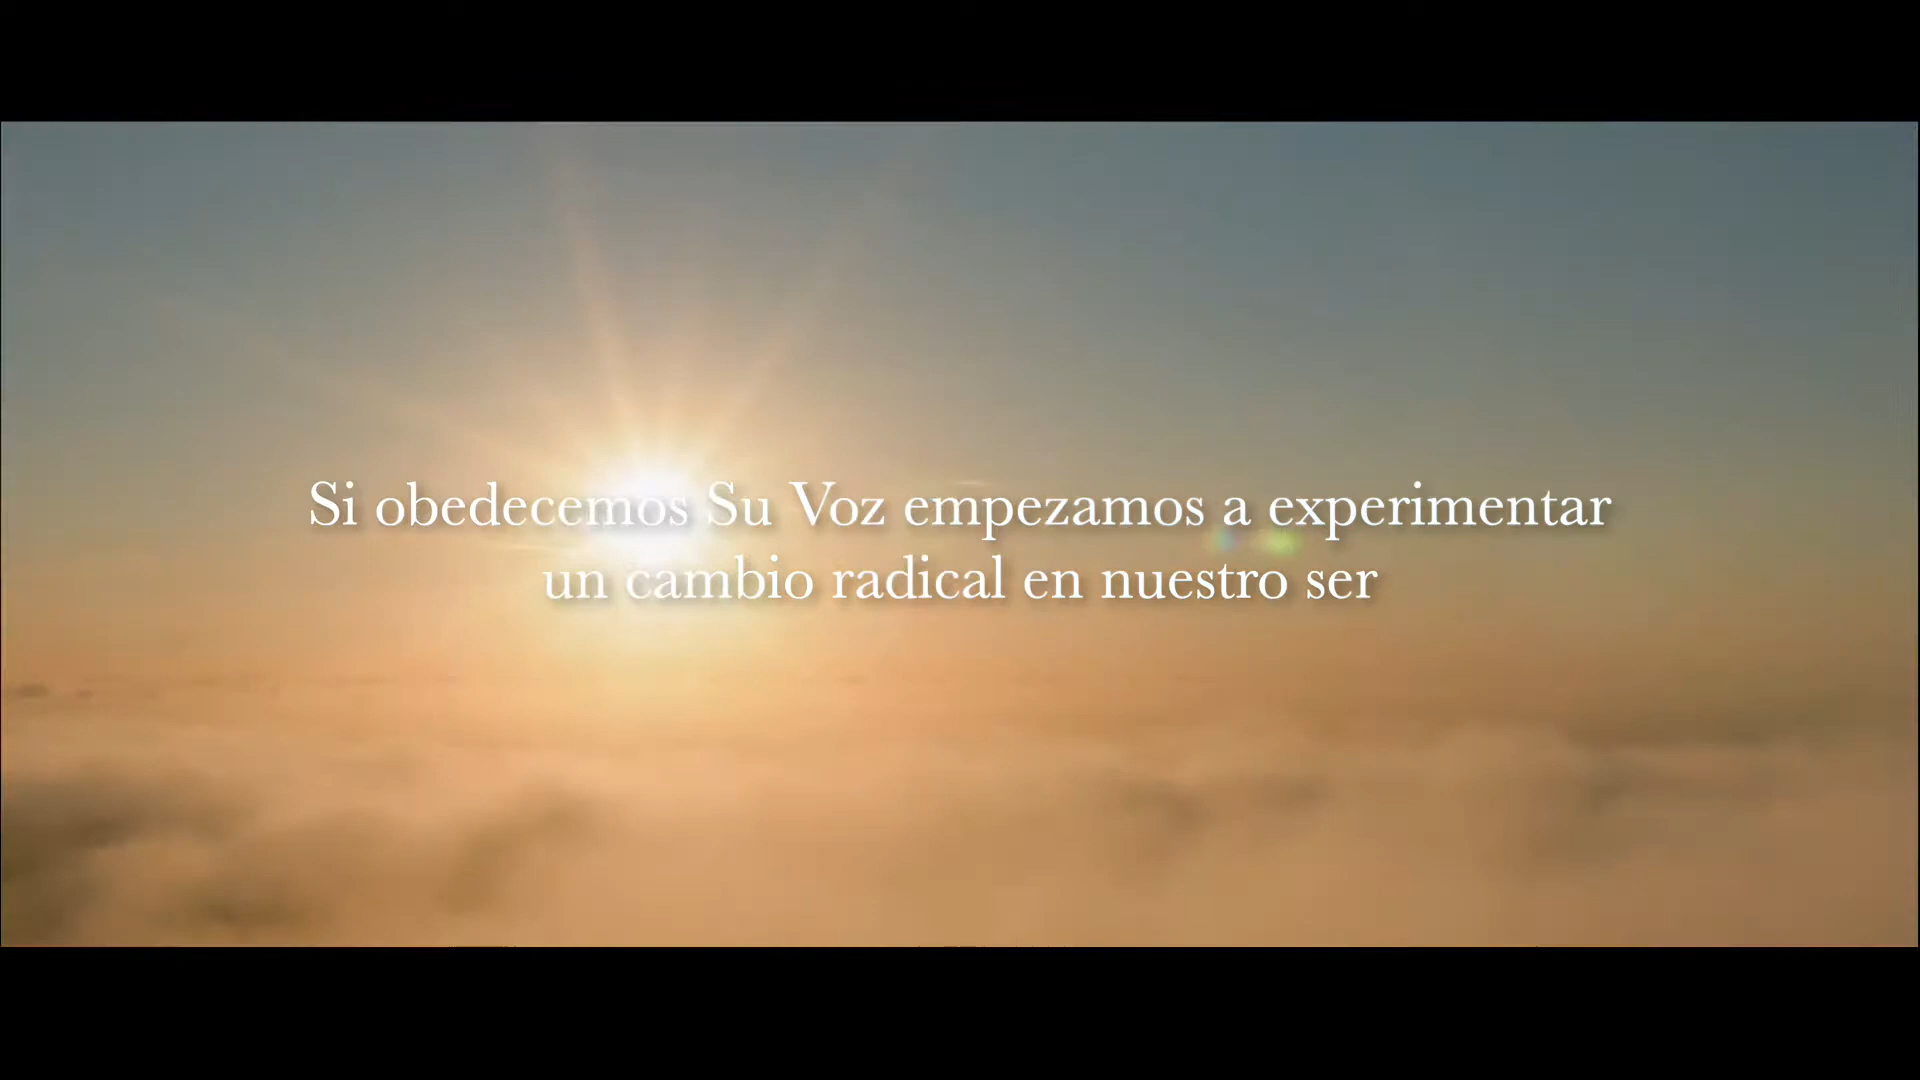 Si obedecemos Su Voz empezamos a experimentar
un cambio radical en nuestro ser